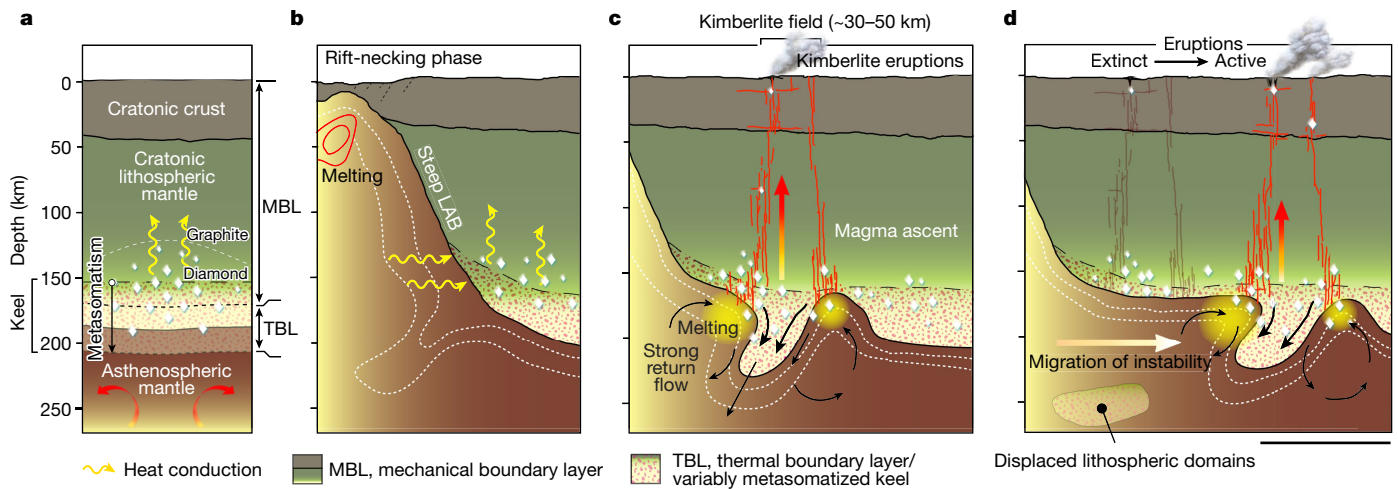 a
0
50
100
150
200
250
Depth (km)
Keel
Cratonic crust
Cratonic
lithospheric
mantle
Graphite
Diamond
Metasomatism
Asthenospheric
mantle
MBL
TBL
b
Rift-necking phase
Melting
Steep LAB
c
Kimberlite field (~30–50 km)
Kimberlite eruptions
Magma ascent
Melting
Strong
return
flow
d
Eruptions
Extinct
Active
Migration of instability
Displaced lithospheric domains
Heat conduction
MBL, mechanical boundary layer
TBL, thermal boundary layer/
variably metasomatized keel